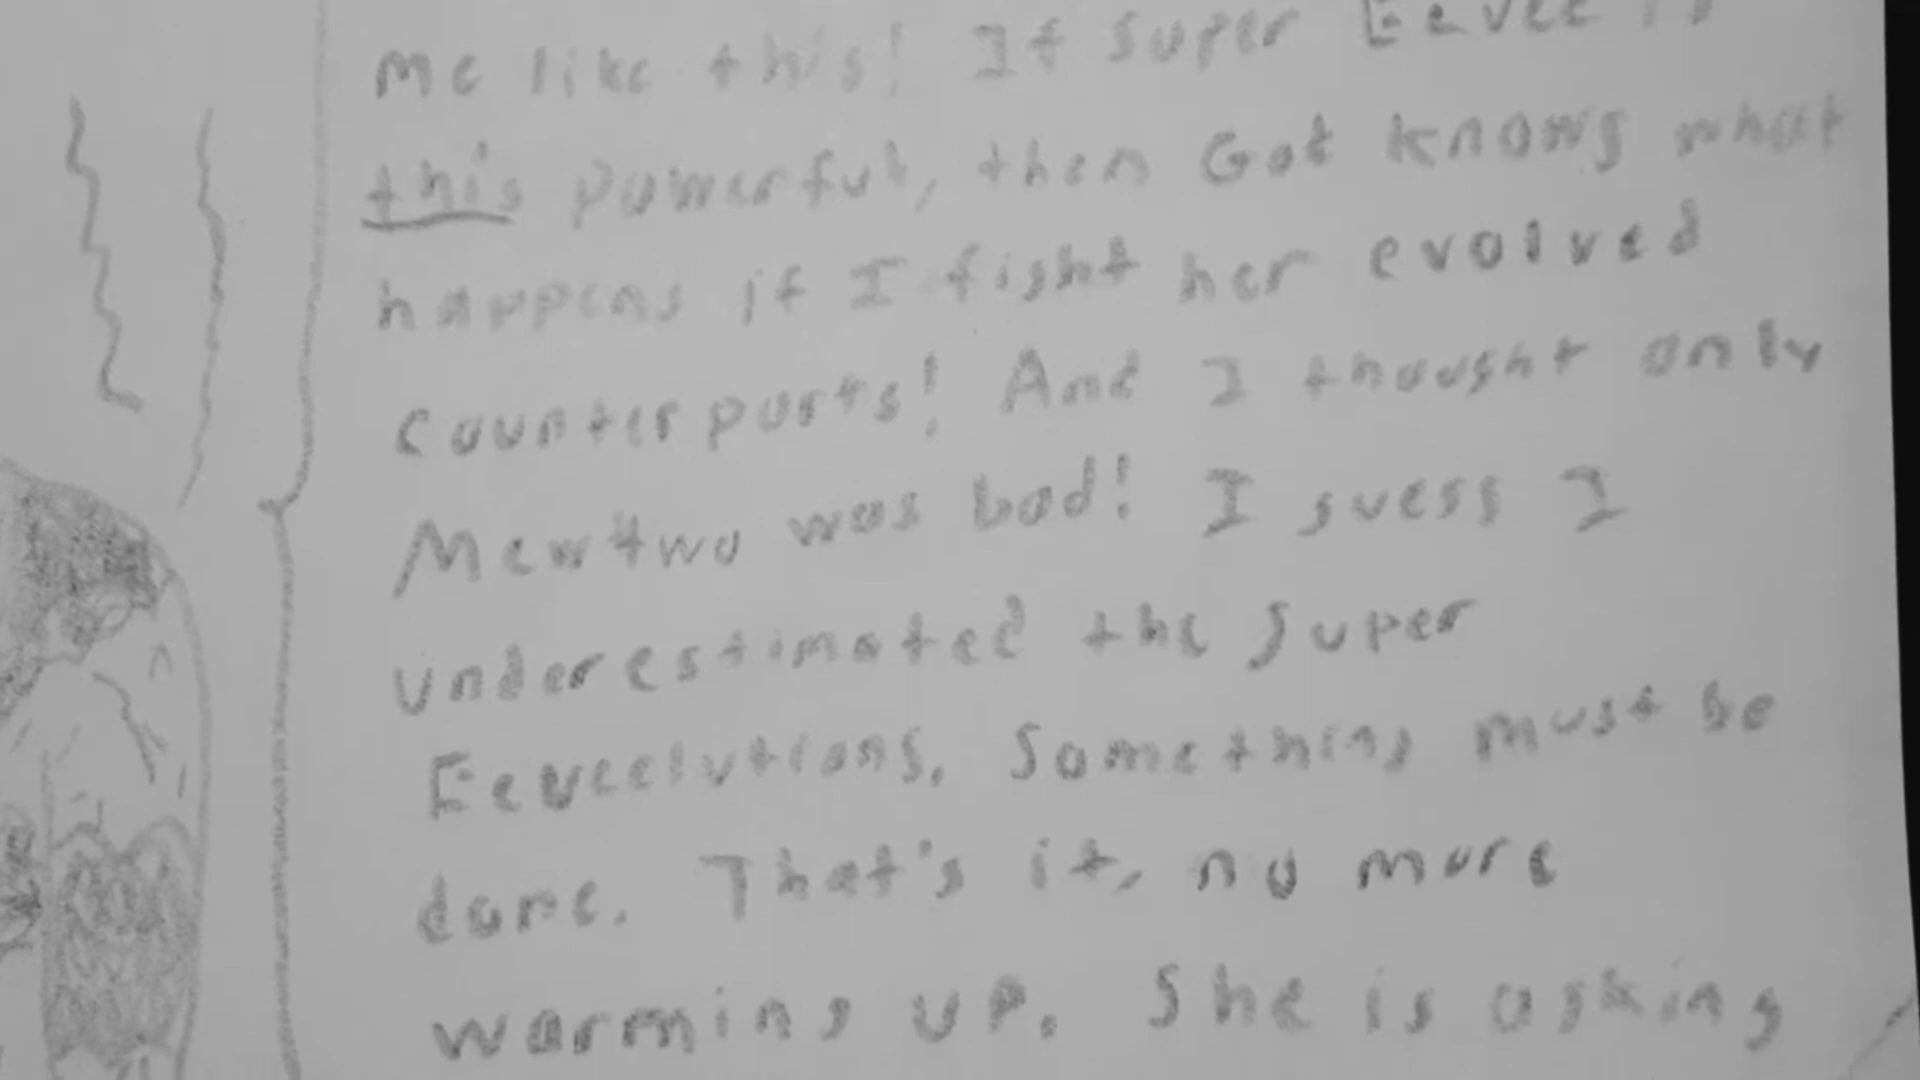 me like this! If Super Eevee is
this powerful, then God knows what
happens if I fight her evolved
counterparts! And I thought only
Mewtwo was bad! I guess I
underestimated the Super
Eeveelutions. Something must be
done. That's it, no more
warming up. She is asking